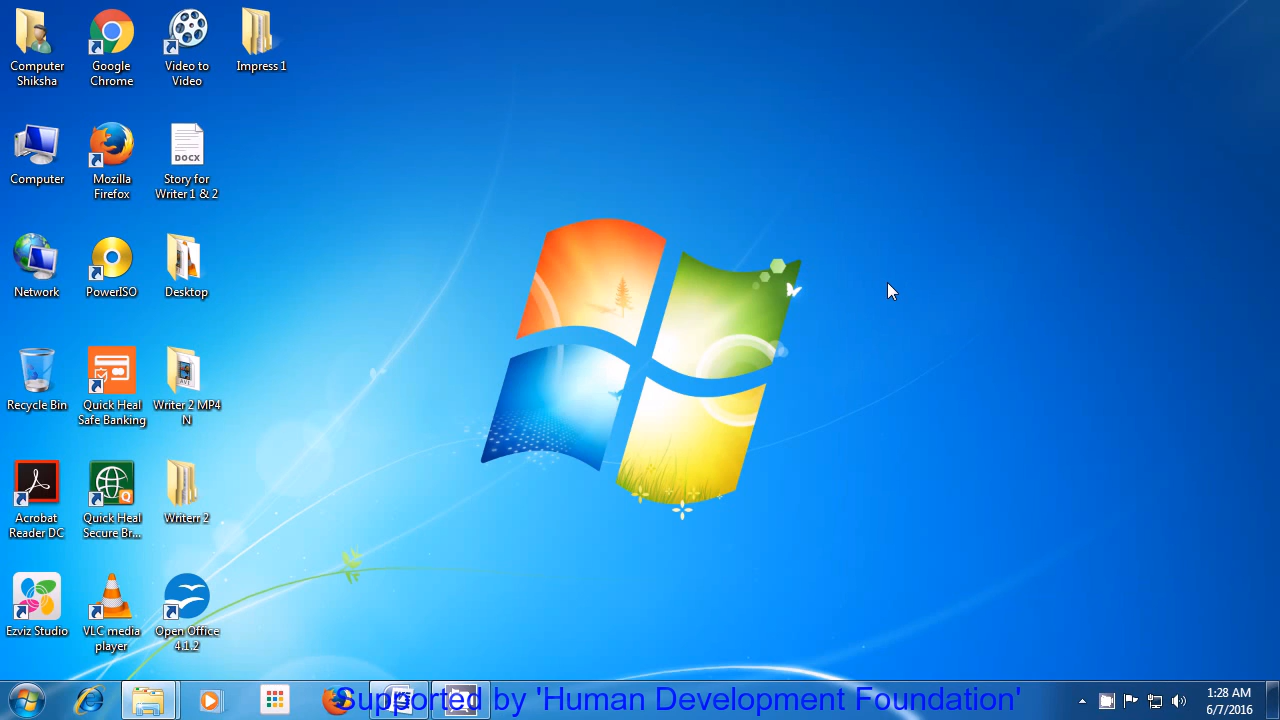 Computer
Shiksha
Google
Chrome
Video to
Video
Impress 1
Computer
Mozilla
Firefox
DOCX
Story for
Writer 1 & 2
Network
PowerISO
Desktop
Recycle Bin
Quick Heal
Safe Banking
Writer 2 MP4
N
Acrobat
Reader DC
Quick Heal
Secure Br...
Writerr 2
Ezviz Studio
VLC media
player
Open Office
4.1.2
Supported by 'Human Development Foundation'
1:28 AM
6/7/2016